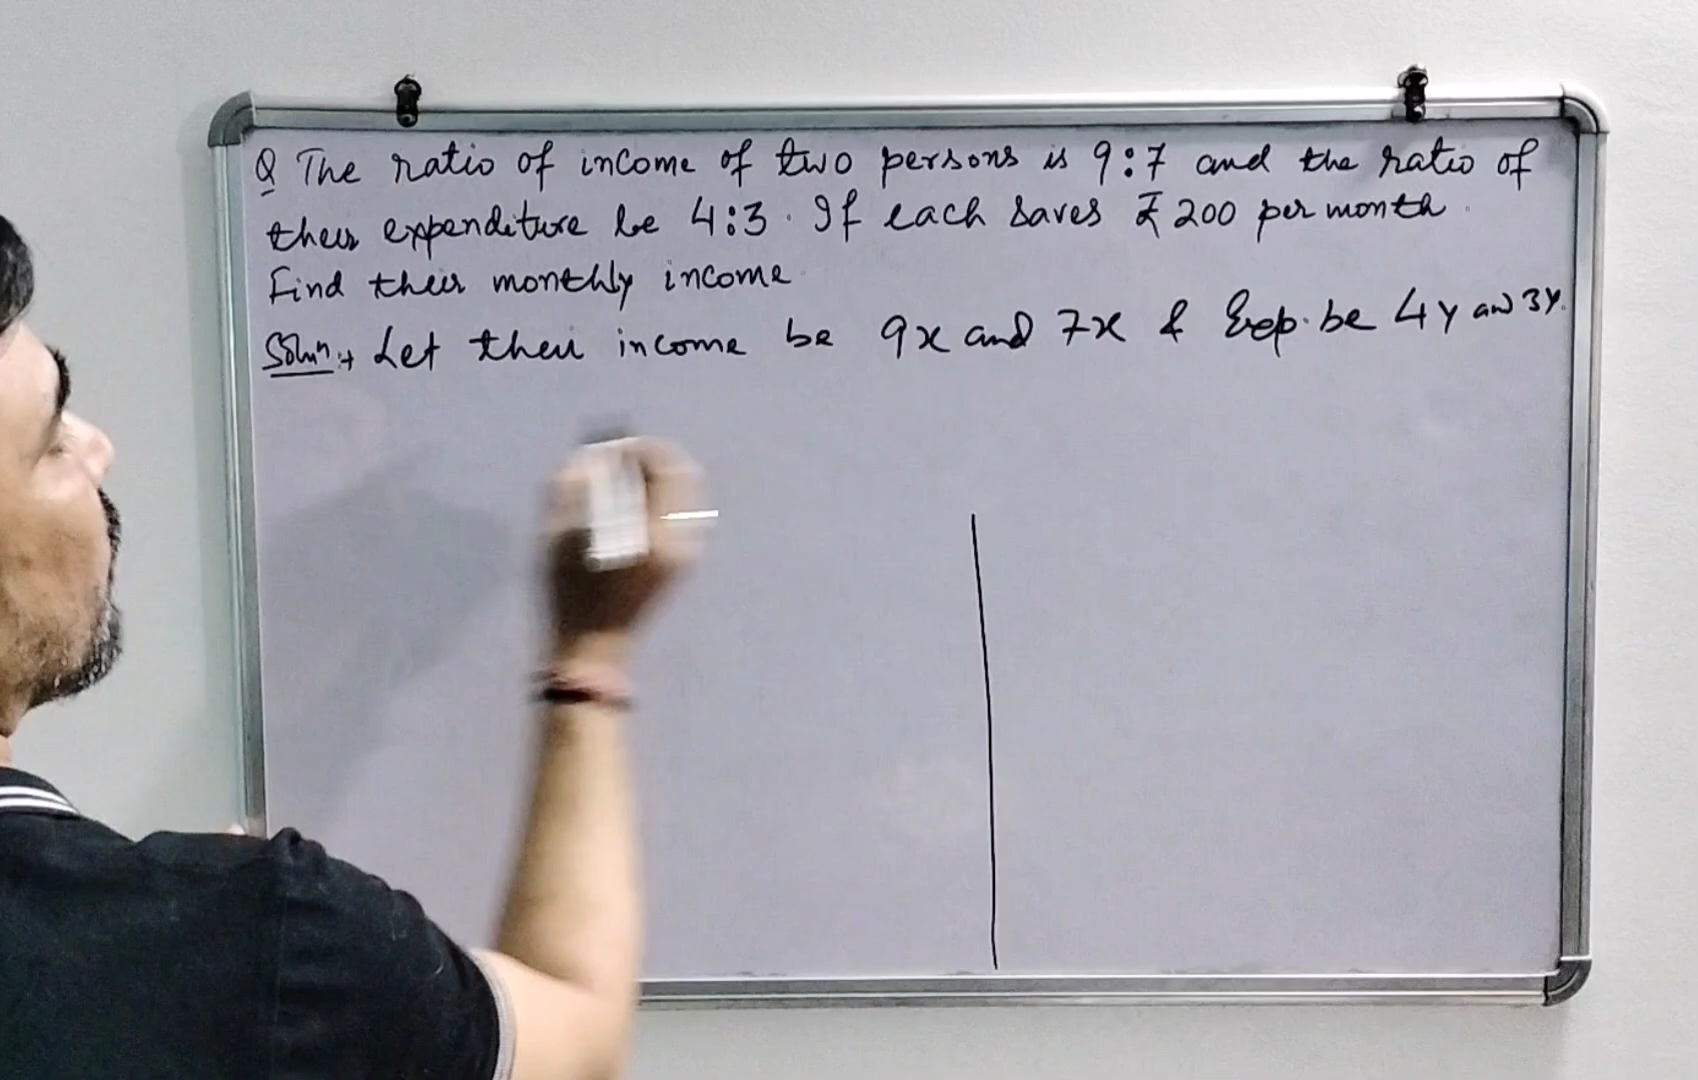 Q The ratio of income of two persons is 9:7 and the ratio of
their expenditure be 4:3. If each saves ₹ 200 per month.
Find their monthly income.
Soluⁿ:→ Let their income be 9x and 7x & Exp. be 4y and 3y.